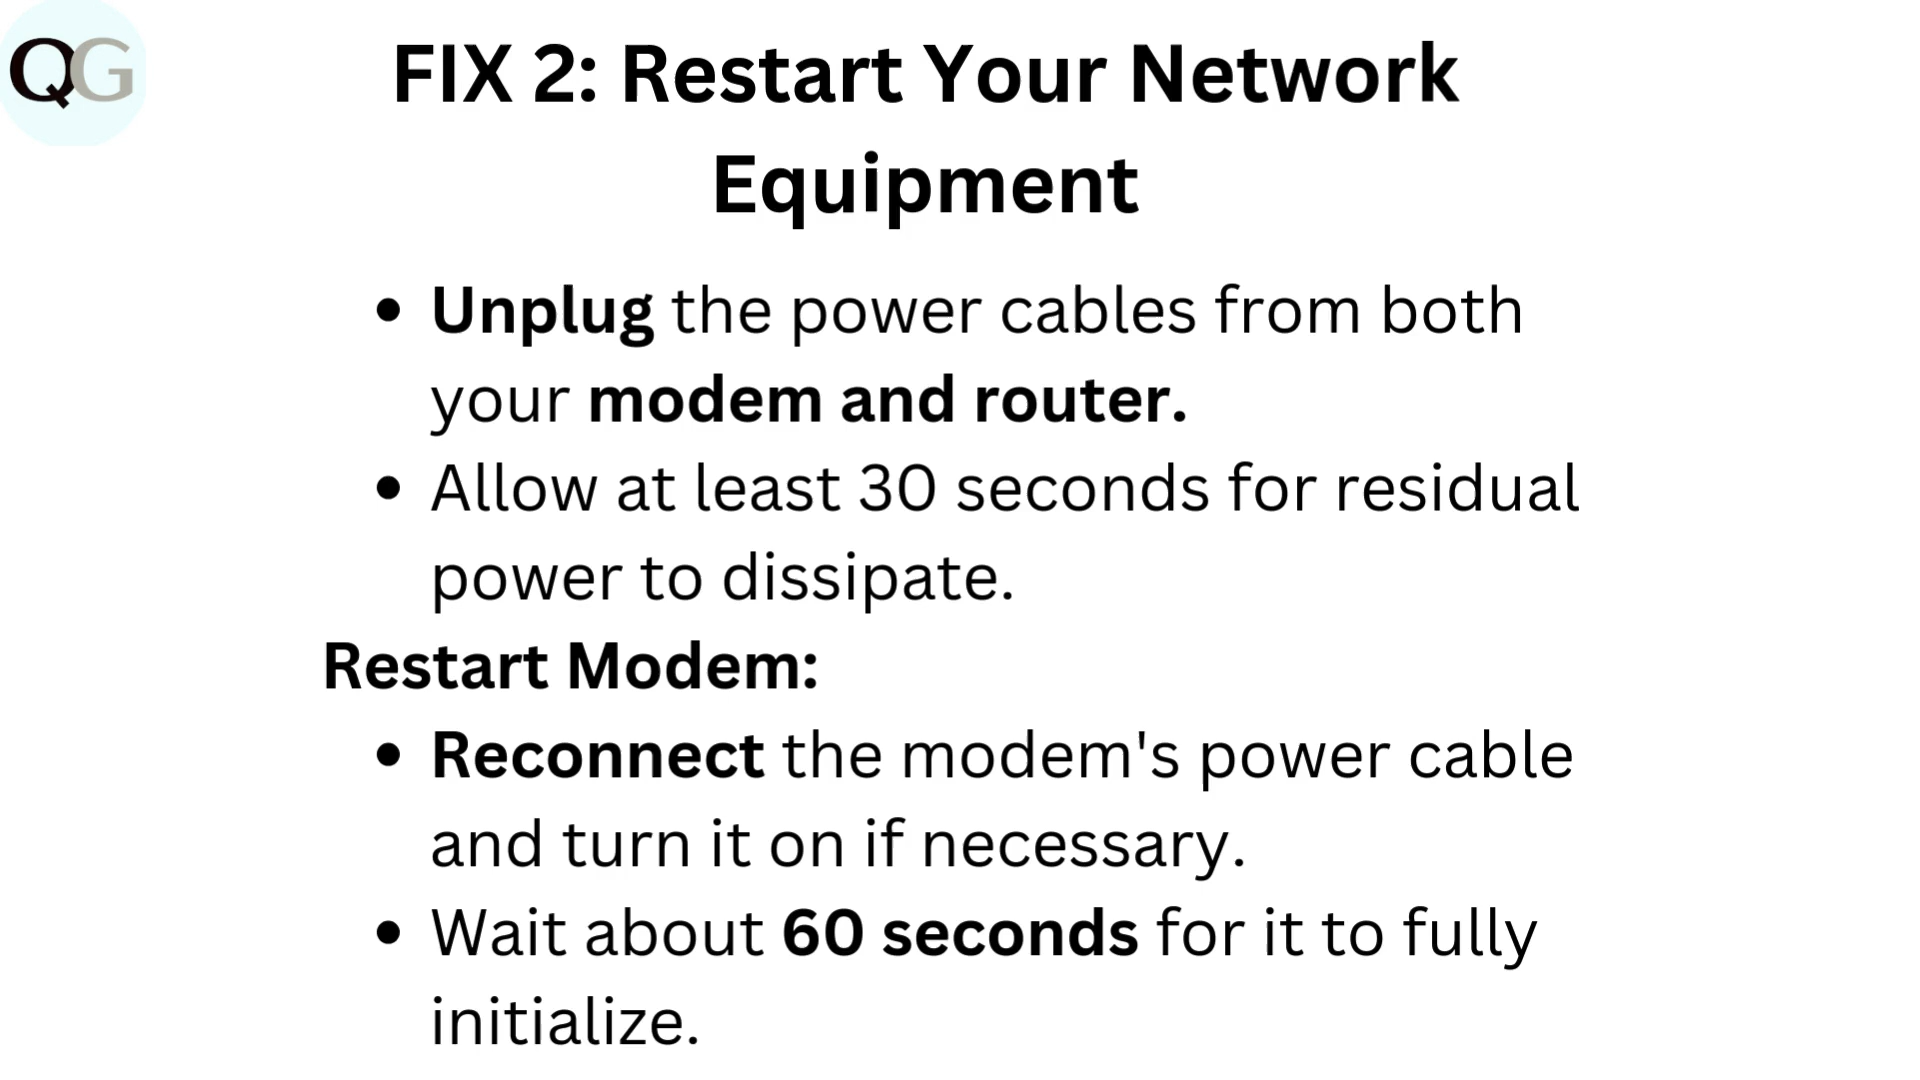 QG
FIX 2: Restart Your Network
Equipment
• Unplug the power cables from both
your modem and router.
• Allow at least 30 seconds for residual
power to dissipate.
Restart Modem:
• Reconnect the modem's power cable
and turn it on if necessary.
• Wait about 60 seconds for it to fully
initialize.